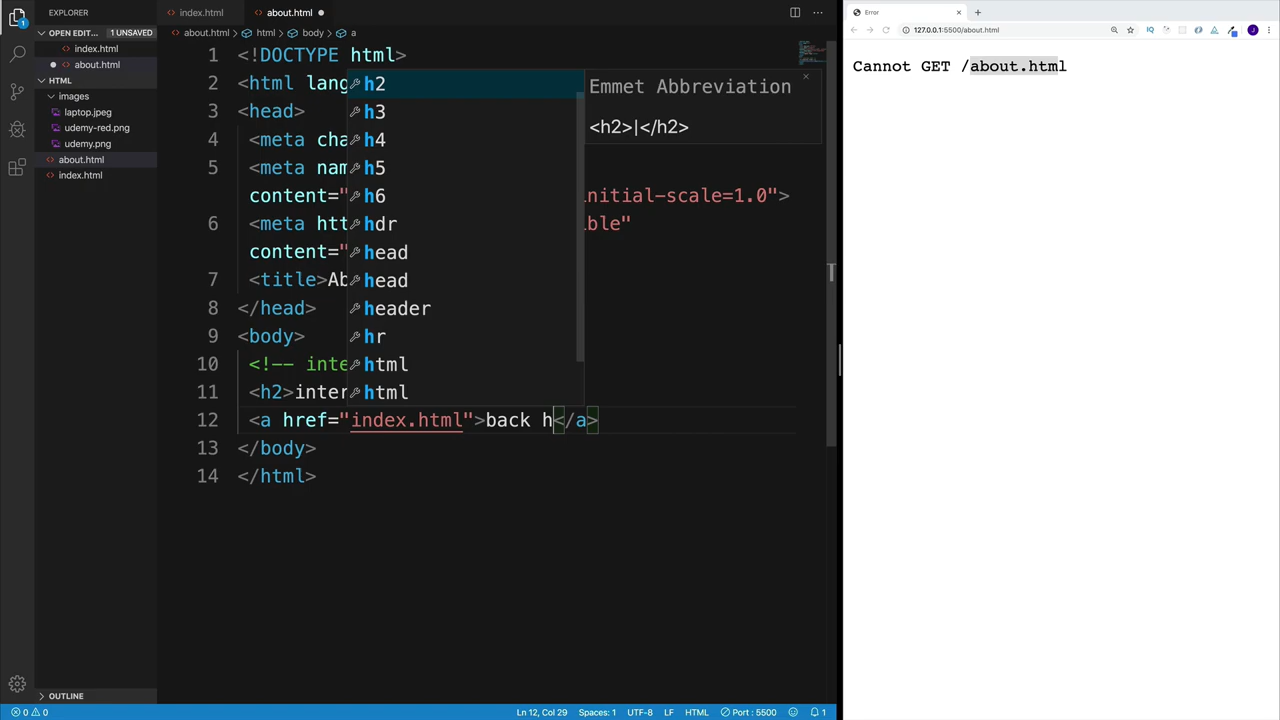 EXPLORER
OPEN EDIT... 1 UNSAVED
index.html
about.html
HTML
images
laptop.jpeg
udemy-red.png
udemy.png
about.html
index.html
OUTLINE
index.html
about.html
about.html html body a
1 <!DOCTYPE html>
2 <html lang
3 <head>
4 <meta cha
5 <meta nam
content=" nitial-scale=1.0">
6 <meta htt ble"
content="
7 <title>Ab
8 </head>
9 <body>
10 <!-- inte
11 <h2>inter
12 <a href="index.html">back h</a>
13 </body>
14 </html>
h2
h3
h4
h5
h6
hdr
head
head
header
hr
html
html
Emmet Abbreviation
<h2>|</h2>
0 0
Ln 12, Col 29 Spaces: 1 UTF-8 LF HTML Port : 5500 1
Error
127.0.0.1:5500/about.html
J
Cannot GET /about.html